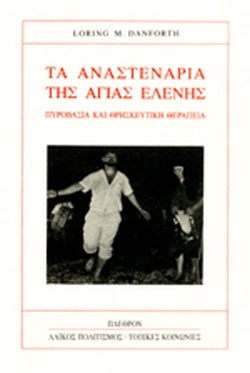 LORING M. DANFORTH
ΤΑ ΑΝΑΣΤΕΝΑΡΙΑ
ΤΗΣ ΑΓΙΑΣ ΕΛΕΝΗΣ
ΠΥΡΟΒΑΣΙΑ ΚΑΙ ΘΡΗΣΚΕΥΤΙΚΗ ΘΕΡΑΠΕΙΑ
ΠΛΕΘΡΟΝ
ΛΑΪΚΟΣ ΠΟΛΙΤΙΣΜΟΣ / ΤΟΠΙΚΕΣ ΚΟΙΝΩΝΙΕΣ